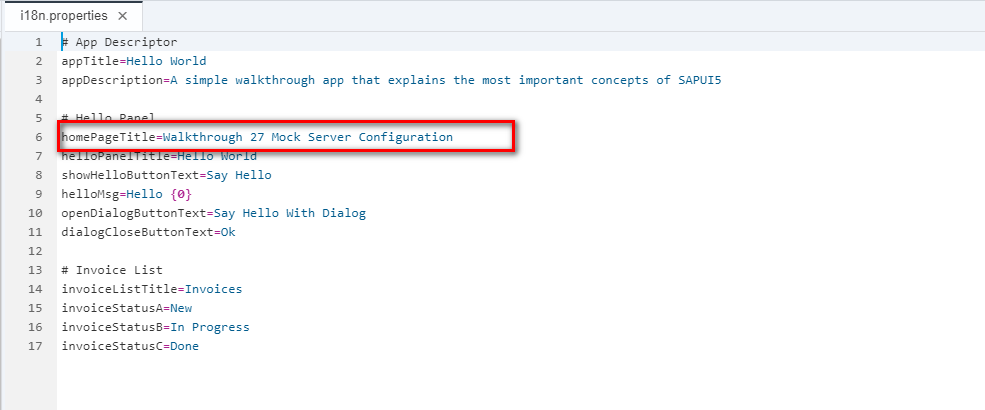 i18n.properties ×
1 # App Descriptor
2 appTitle=Hello World
3 appDescription=A simple walkthrough app that explains the most important concepts of SAPUI5
4
5 # Hello Panel
6 homePageTitle=Walkthrough 27 Mock Server Configuration
7 helloPanelTitle=Hello World
8 showHelloButtonText=Say Hello
9 helloMsg=Hello {0}
10 openDialogButtonText=Say Hello With Dialog
11 dialogCloseButtonText=Ok
12
13 # Invoice List
14 invoiceListTitle=Invoices
15 invoiceStatusA=New
16 invoiceStatusB=In Progress
17 invoiceStatusC=Done